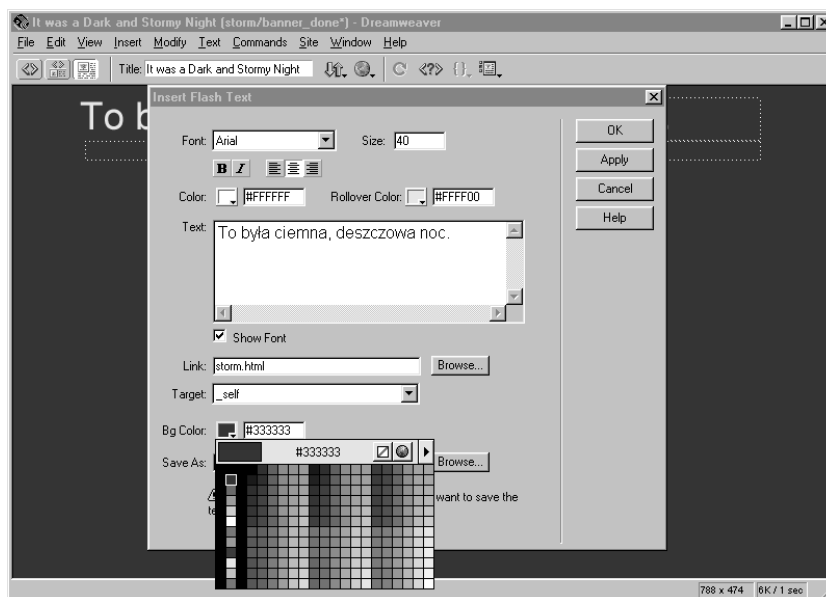 It was a Dark and Stormy Night (storm/banner_done*) - Dreamweaver
File Edit View Insert Modify Text Commands Site Window Help
Title: It was a Dark and Stormy Night
To b
Insert Flash Text
Font: Arial Size: 40
OK
B I
Apply
Color: #FFFFFF Rollover Color: #FFFF00
Cancel
Help
Text: To była ciemna, deszczowa noc.
Show Font
Link: storm.html Browse...
Target: _self
Bg Color: #333333
#333333
Save As: Browse...
want to save the
te
788 x 474 6K / 1 sec